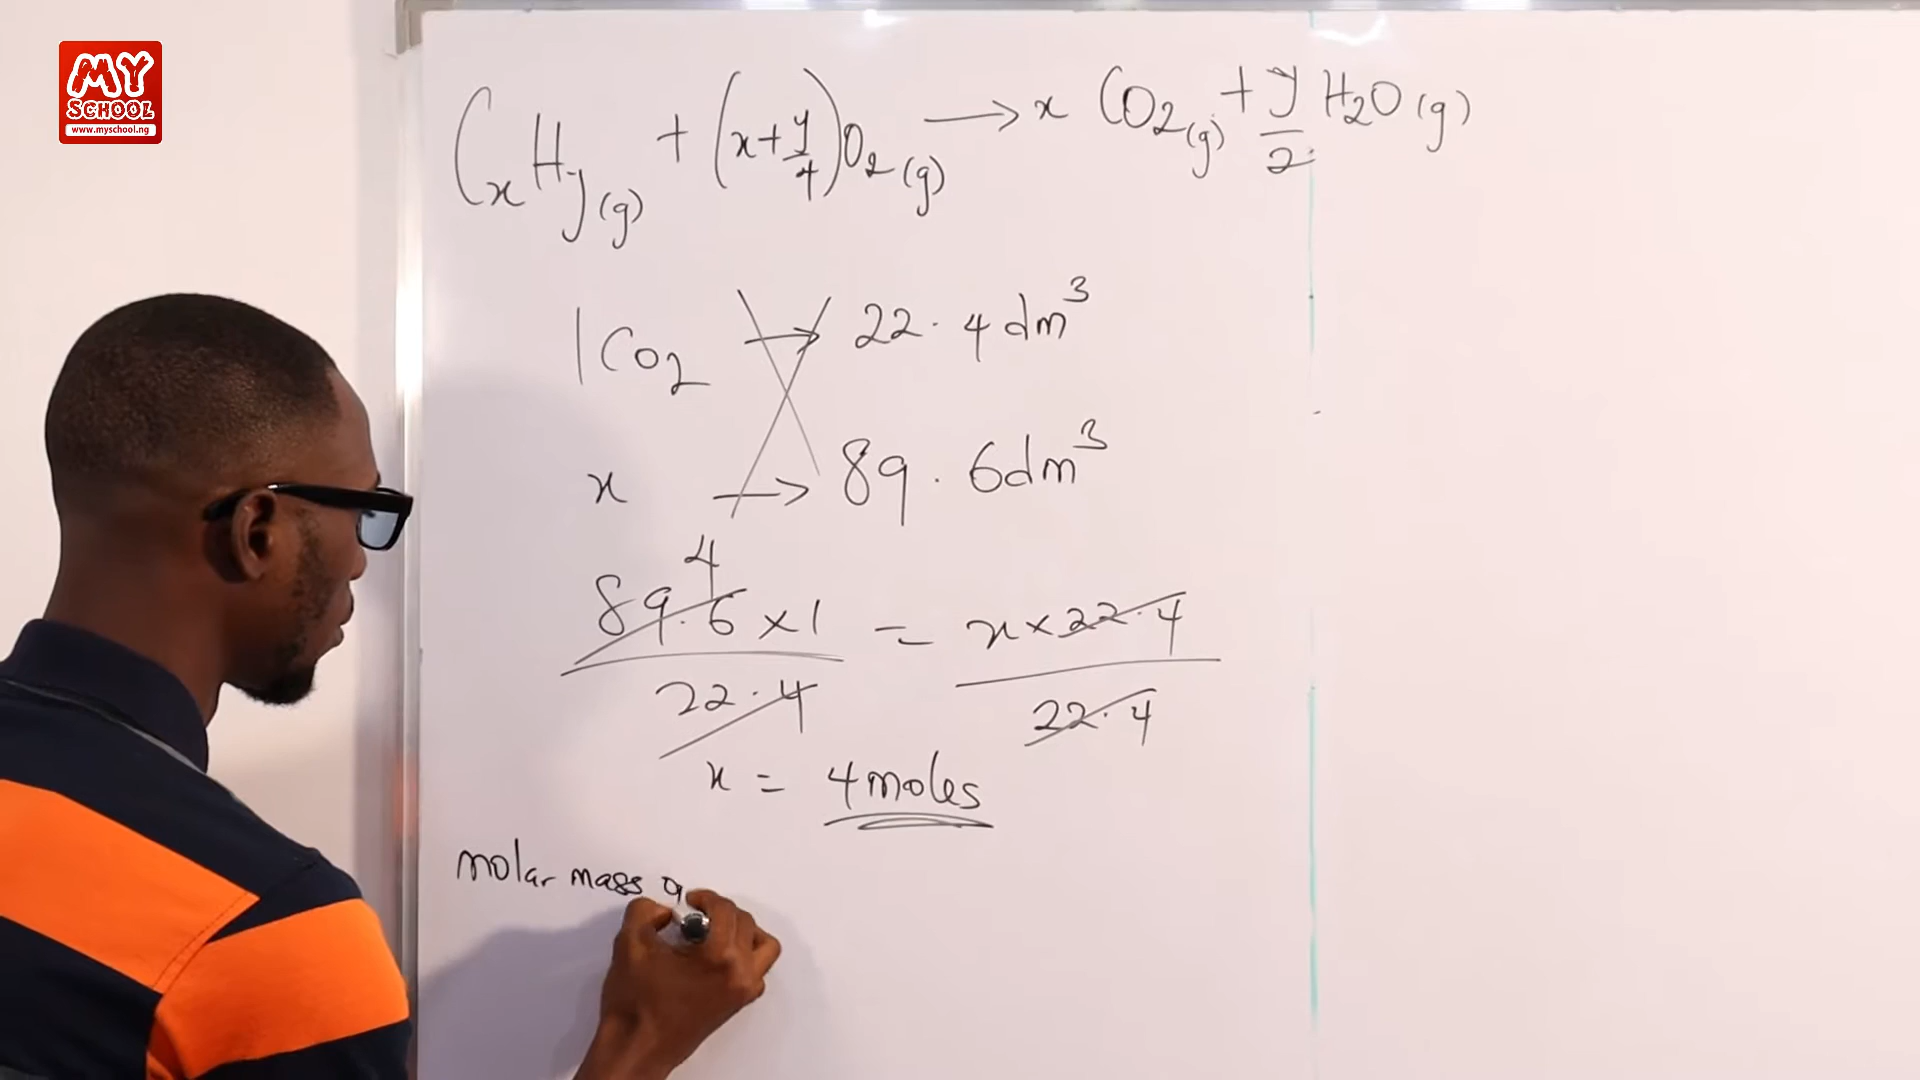 MY
SCHOOL
www.myschool.ng
CxHy(g) + (x+y/4)O2(g) → x CO2(g) + y/2 H2O(g)
1CO2 → 22.4dm³
x → 89.6dm³
4
89.6 x 1 = x x 22.4
22.4 22.4
x = 4moles
molar mass o